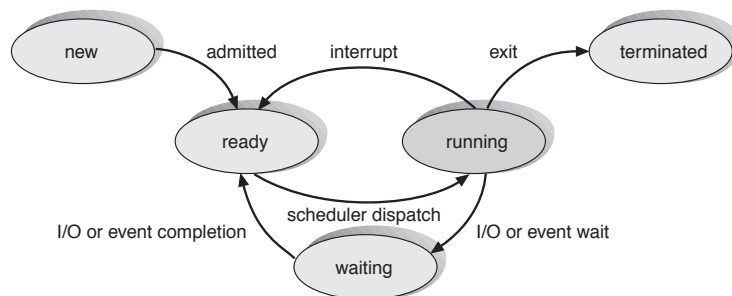 new
admitted
interrupt
exit
terminated
ready
running
scheduler dispatch
I/O or event completion
I/O or event wait
waiting